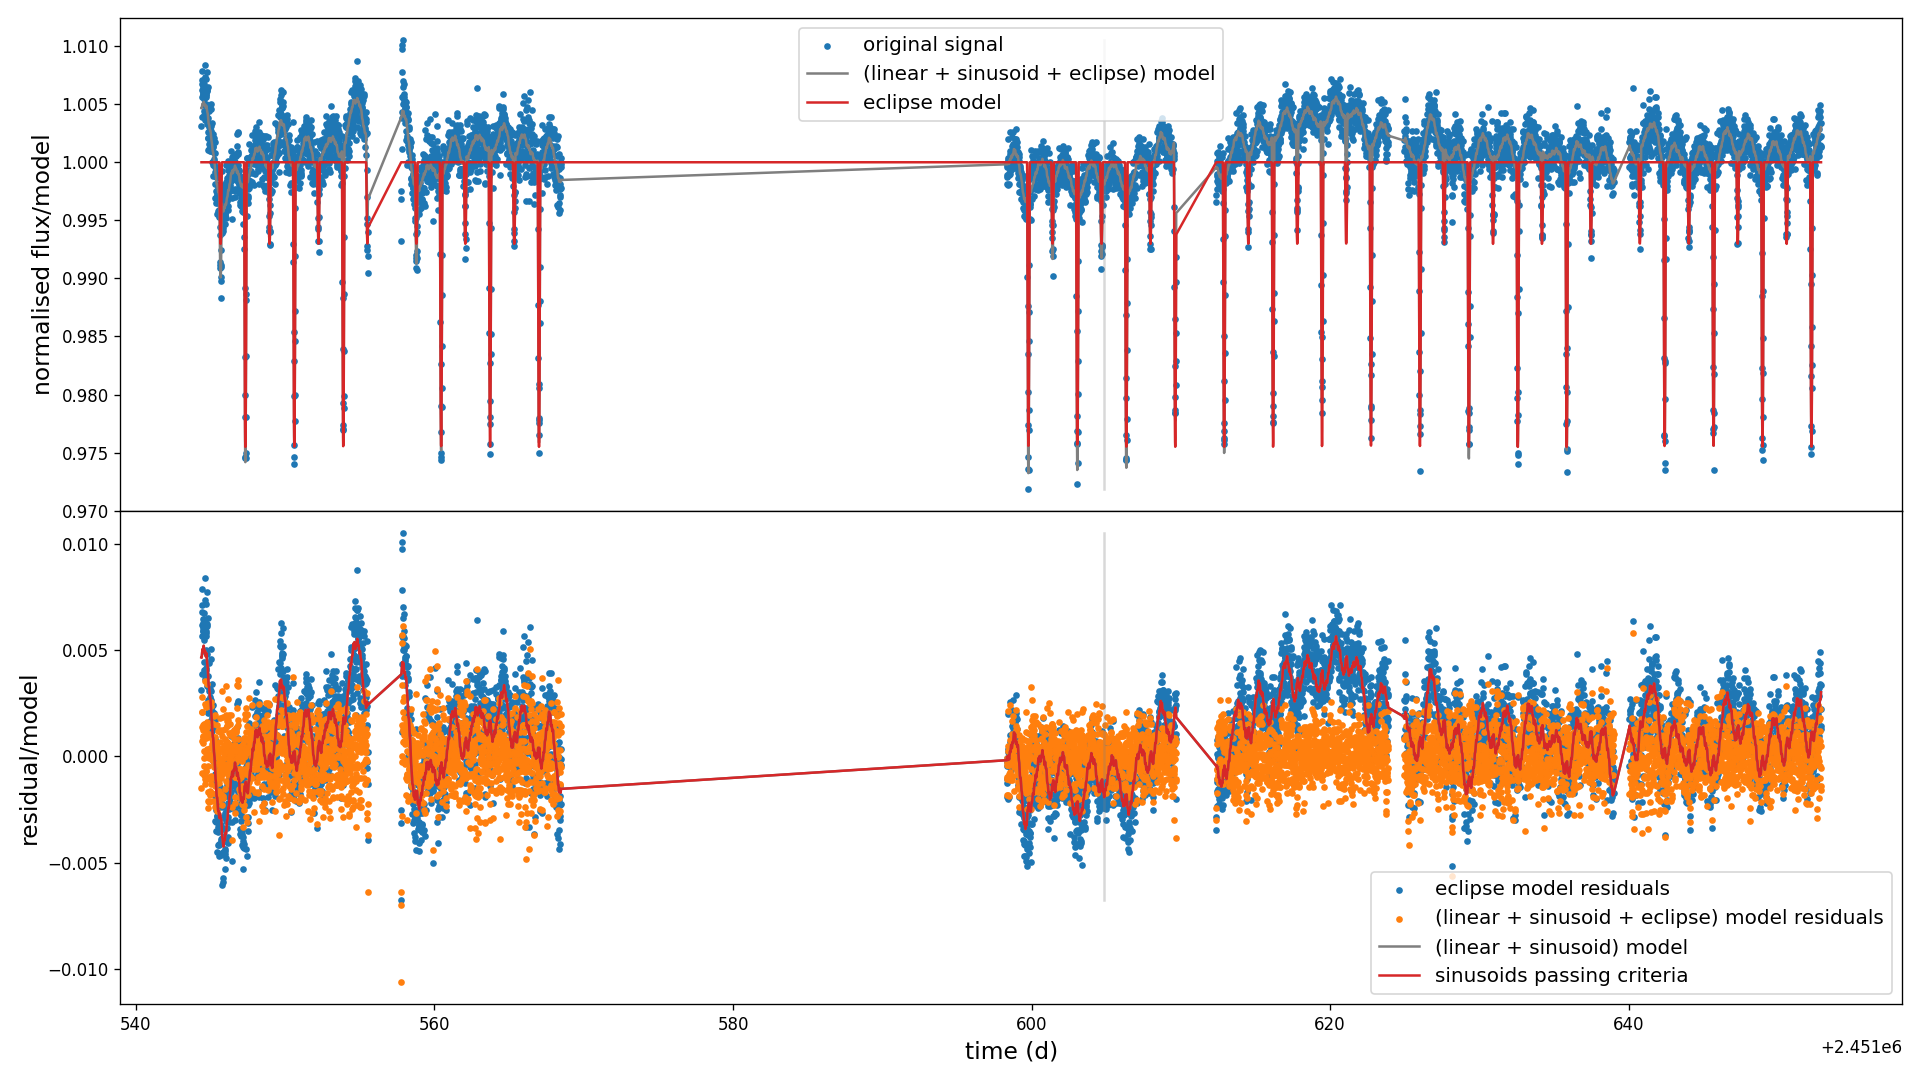 1.010
1.005
1.000
0.995
0.990
0.985
0.980
0.975
0.970
normalised flux/model
original signal
(linear + sinusoid + eclipse) model
eclipse model
0.010
0.005
0.000
−0.005
−0.010
residual/model
eclipse model residuals
(linear + sinusoid + eclipse) model residuals
(linear + sinusoid) model
sinusoids passing criteria
540
560
580
600
620
640
time (d)
+2.451e6